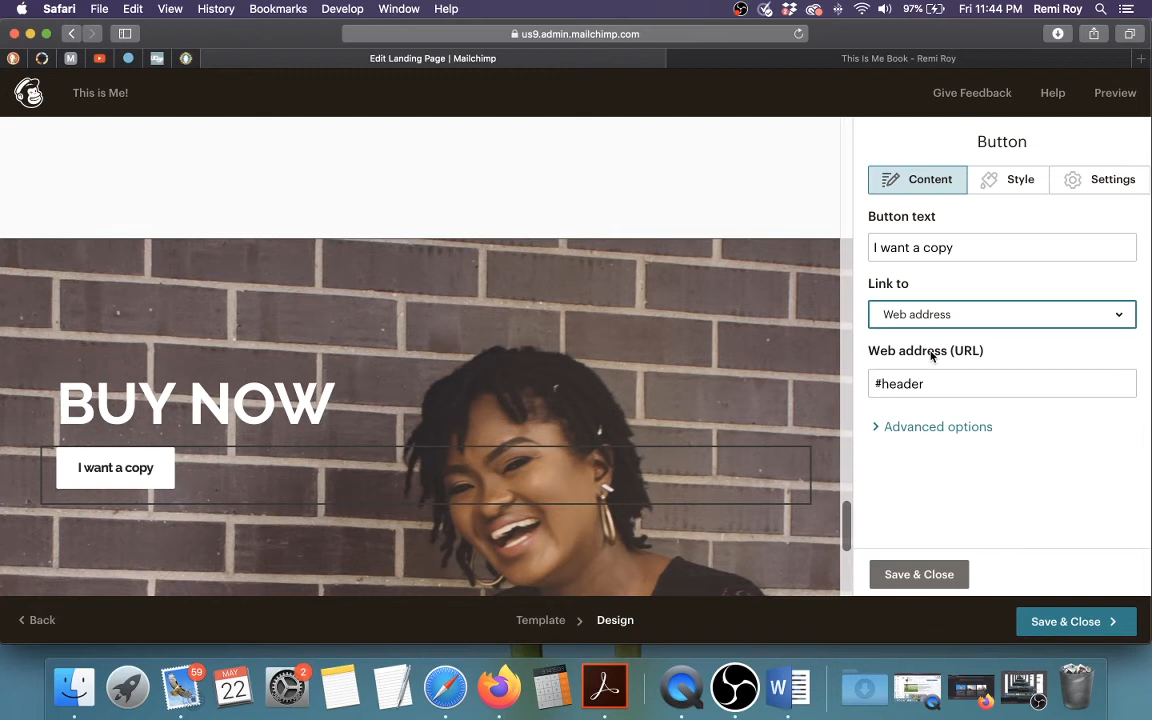 Safari File Edit View History Bookmarks Develop Window Help 97% Fri 11:44 PM Remi Roy
us9.admin.mailchimp.com
Edit Landing Page | Mailchimp This Is Me Book - Remi Roy
This is Me! Give Feedback Help Preview
Button
Content Style Settings
Button text
I want a copy
Link to
Web address
Web address (URL)
#header
Advanced options
Save & Close
BUY NOW
I want a copy
Back Template Design Save & Close
59
MAY
22
2
W